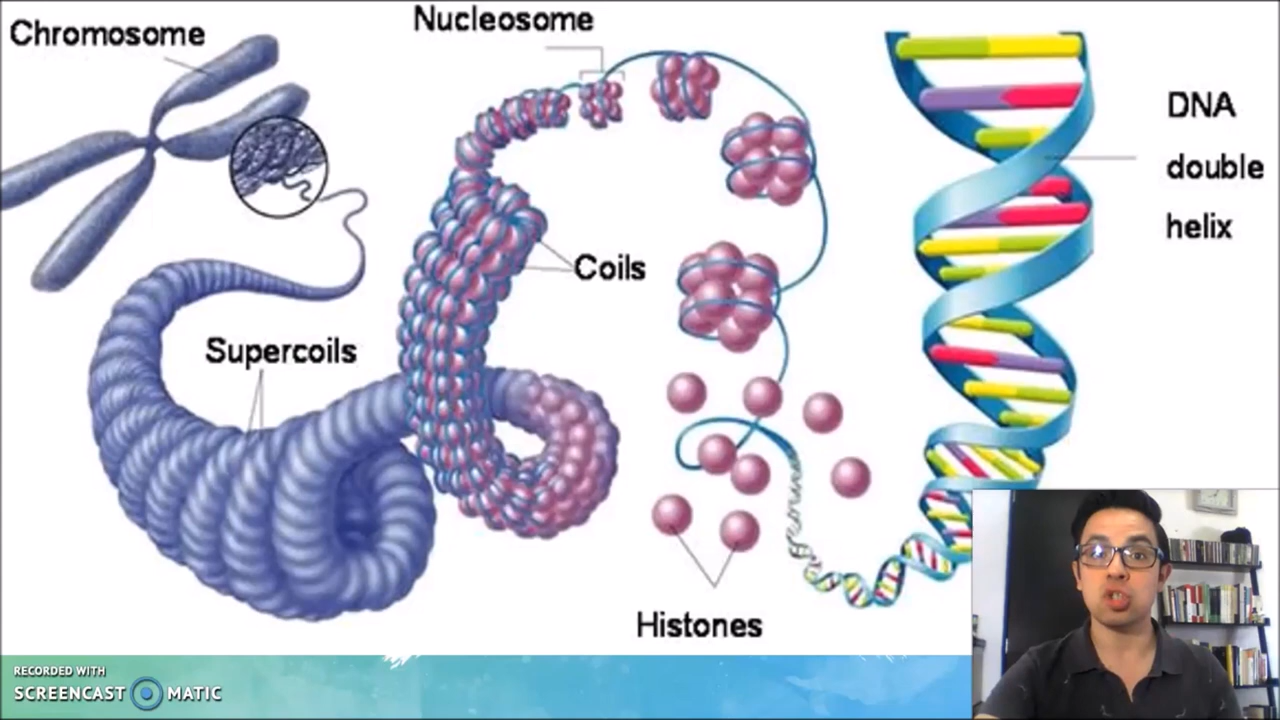 Chromosome
Nucleosome
DNA
double
helix
Coils
Supercoils
Histones
RECORDED WITH
SCREENCAST MATIC